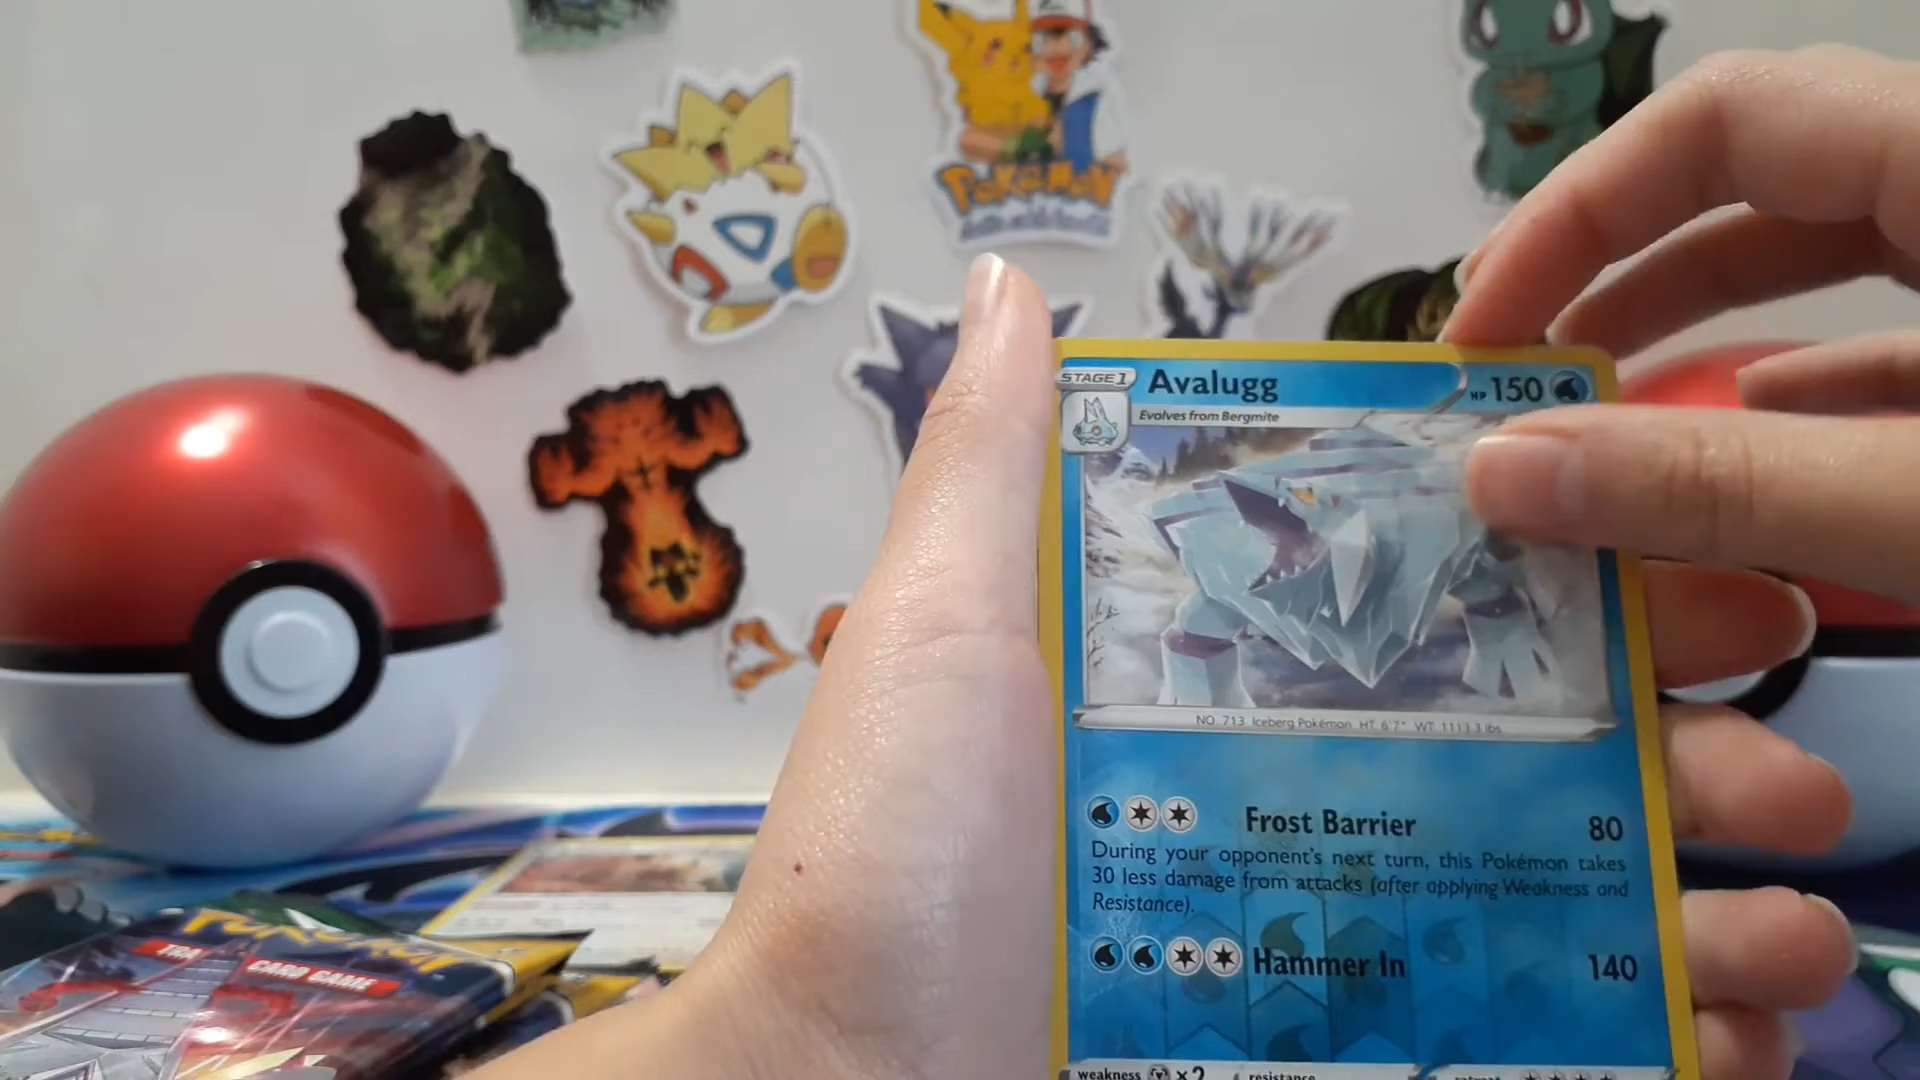 Pokémon
STAGE 1 Avalugg HP 150
Evolves from Bergmite
NO. 713 Iceberg Pokémon HT: 6'7" WT: 1113.3 lbs
Frost Barrier 80
During your opponent's next turn, this Pokémon takes
30 less damage from attacks (after applying Weakness and
Resistance).
Hammer In 140
weakness ×2 resistance
POKÉMON
CARD GAME